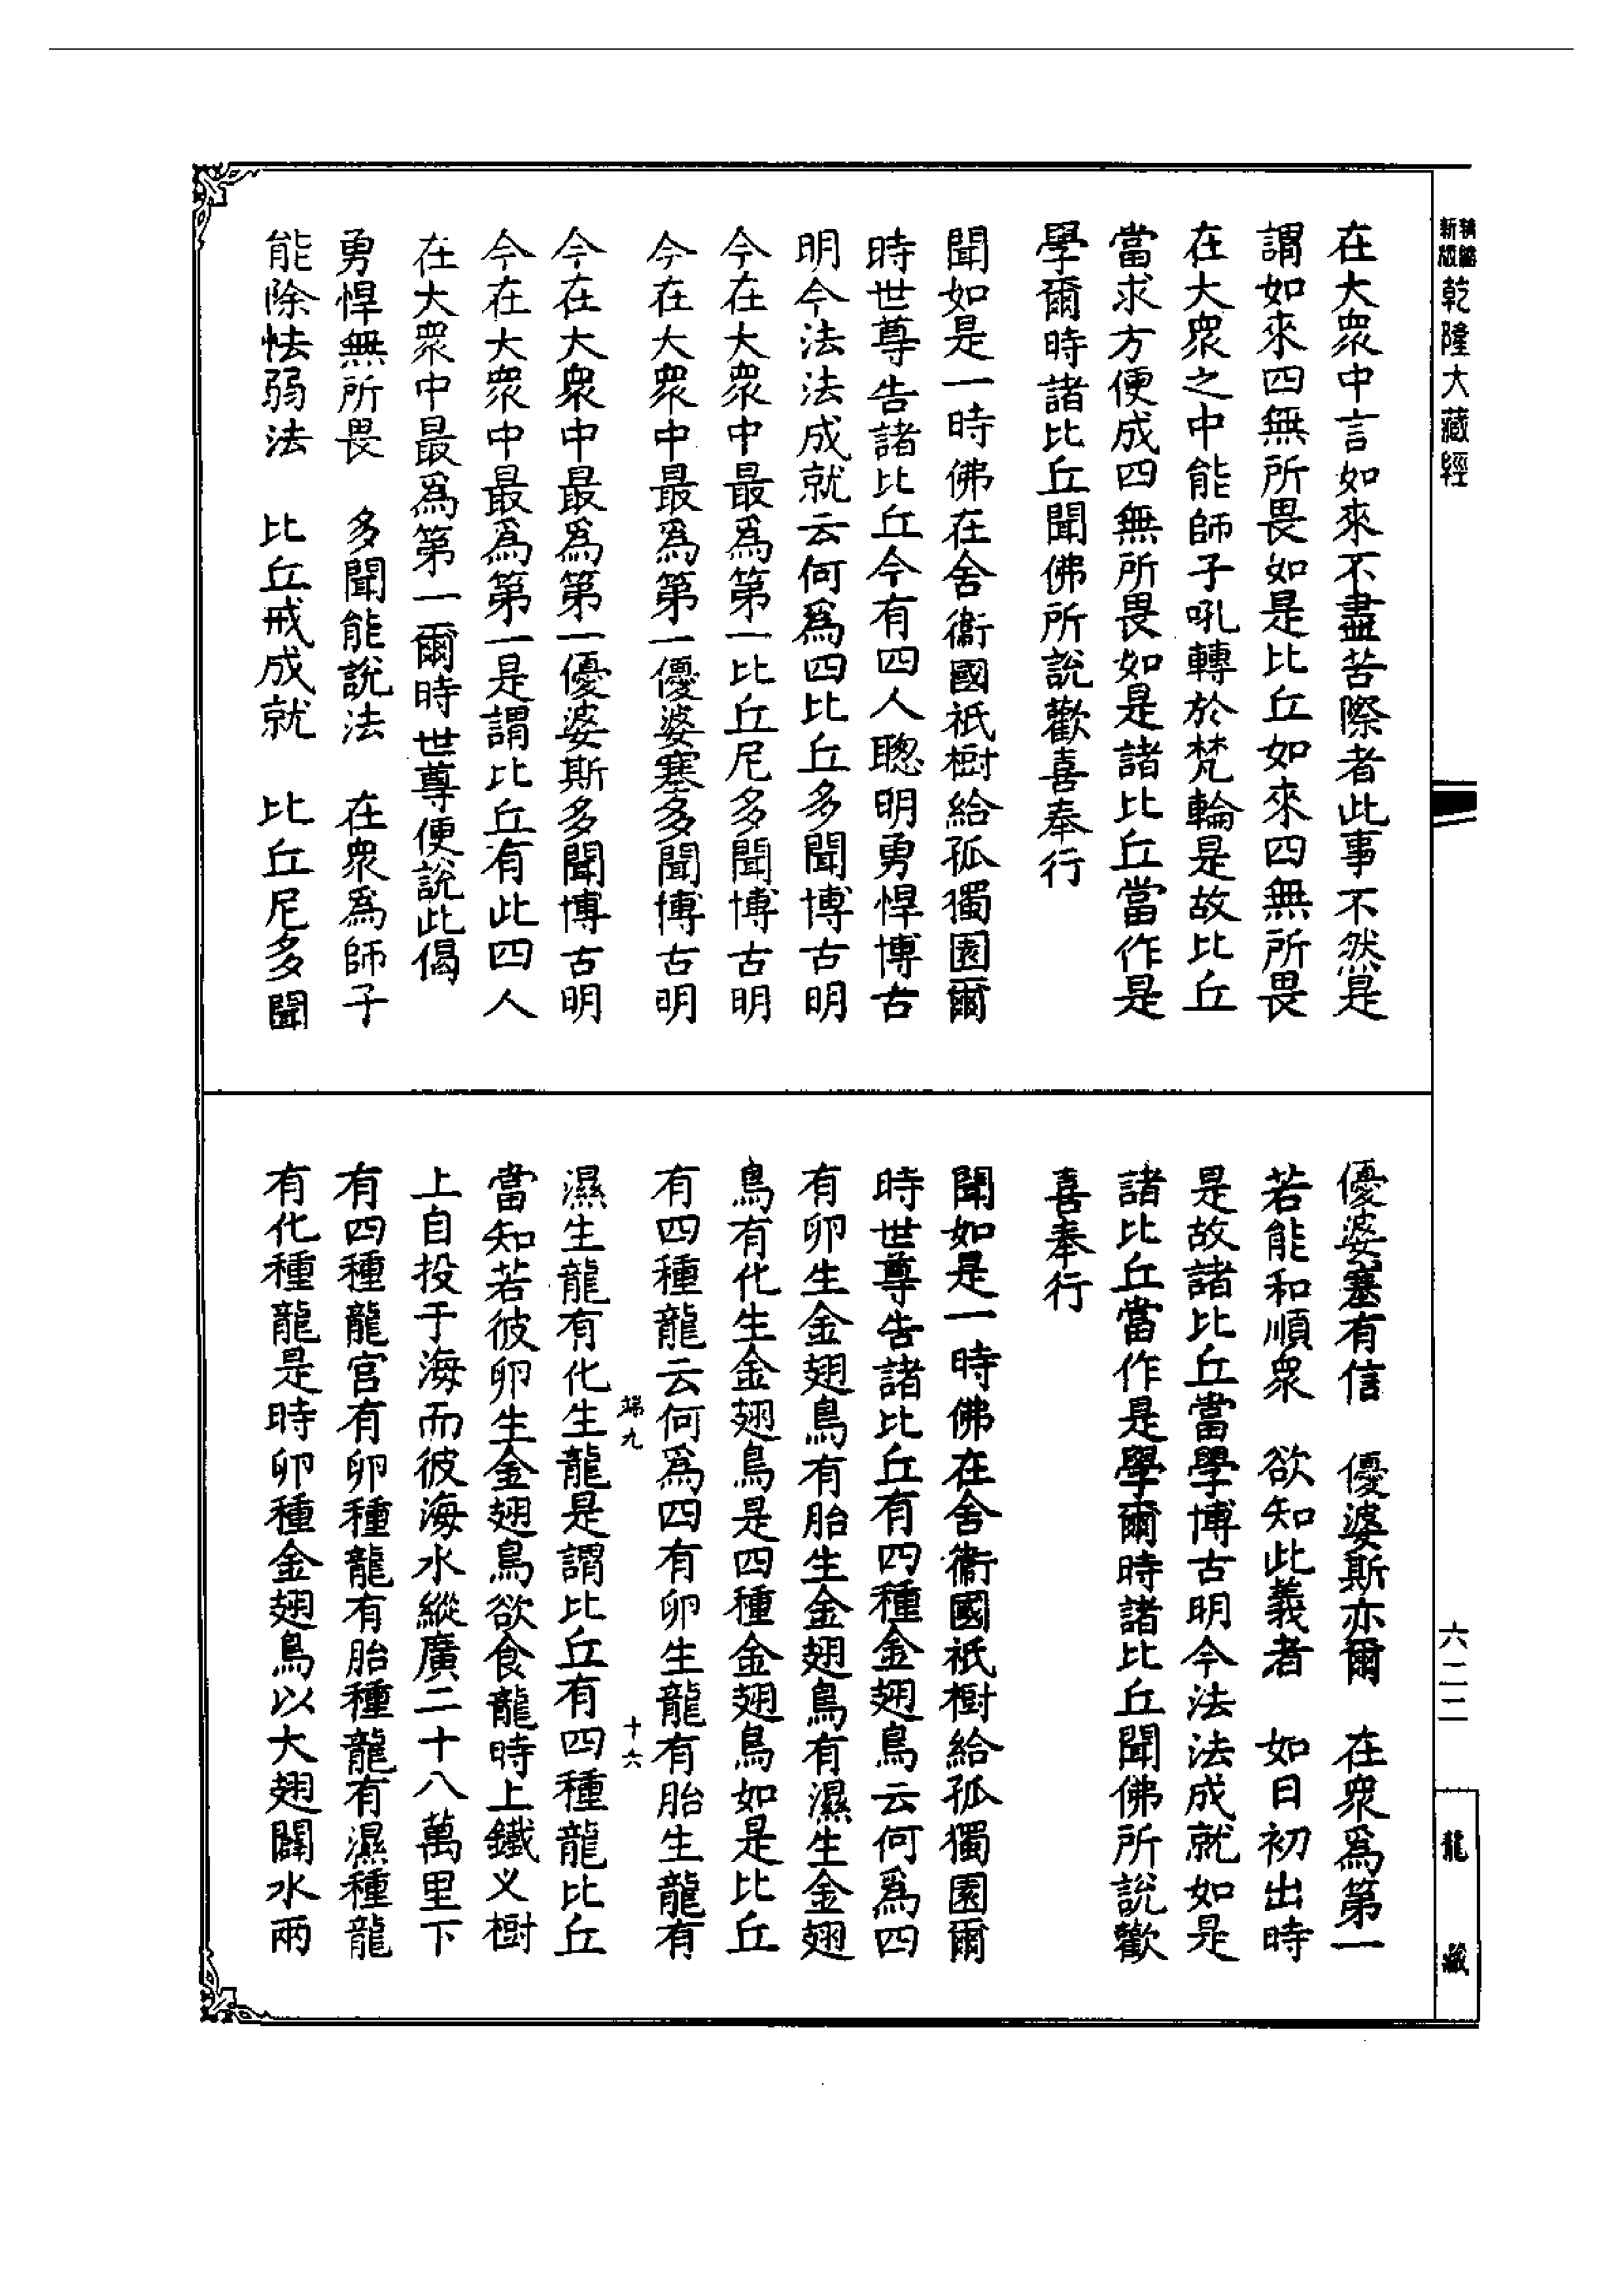 新版精縮乾隆大藏經
在大眾中言如來不盡苦際者此事不然是
謂如來四無所畏如是比丘如來四無所畏
在大眾之中能師子吼轉於梵輪是故比丘
當求方便成四無所畏如是諸比丘當作是
學爾時諸比丘聞佛所說歡喜奉行
聞如是一時佛在舍衞國祇樹給孤獨園爾
時世尊告諸比丘今有四人聰明勇悍博古
明今法法成就云何爲四比丘多聞博古明
今在大眾中最爲第一比丘尼多聞博古明
今在大眾中最爲第一優婆塞多聞博古明
今在大眾中最爲第一優婆斯多聞博古明
今在大眾中最爲第一是謂比丘有此四人
在大眾中最爲第一爾時世尊便說此偈
勇悍無所畏　多聞能說法　在眾爲師子
能除怯弱法　比丘戒成就　比丘尼多聞
優婆塞有信　優婆斯亦爾　在眾爲第一
若能和順眾　欲知此義者　如日初出時
是故諸比丘當學博古明今法法成就如是
諸比丘當作是學爾時諸比丘聞佛所說歡
喜奉行
聞如是一時佛在舍衞國祇樹給孤獨園爾
時世尊告諸比丘有四種金翅鳥云何爲四
有卵生金翅鳥有胎生金翅鳥有濕生金翅
鳥有化生金翅鳥是四種金翅鳥如是比丘
有四種龍云何爲四有卵生龍有胎生龍有
端九　十六
濕生龍有化生龍是謂比丘有四種龍比丘
當知若彼卵生金翅鳥欲食龍時上鐵叉樹
上自投于海而彼海水縱廣二十八萬里下
有四種龍宮有卵種龍有胎種龍有濕種龍
有化種龍是時卵種金翅鳥以大翅闢水兩
六二二
龍藏